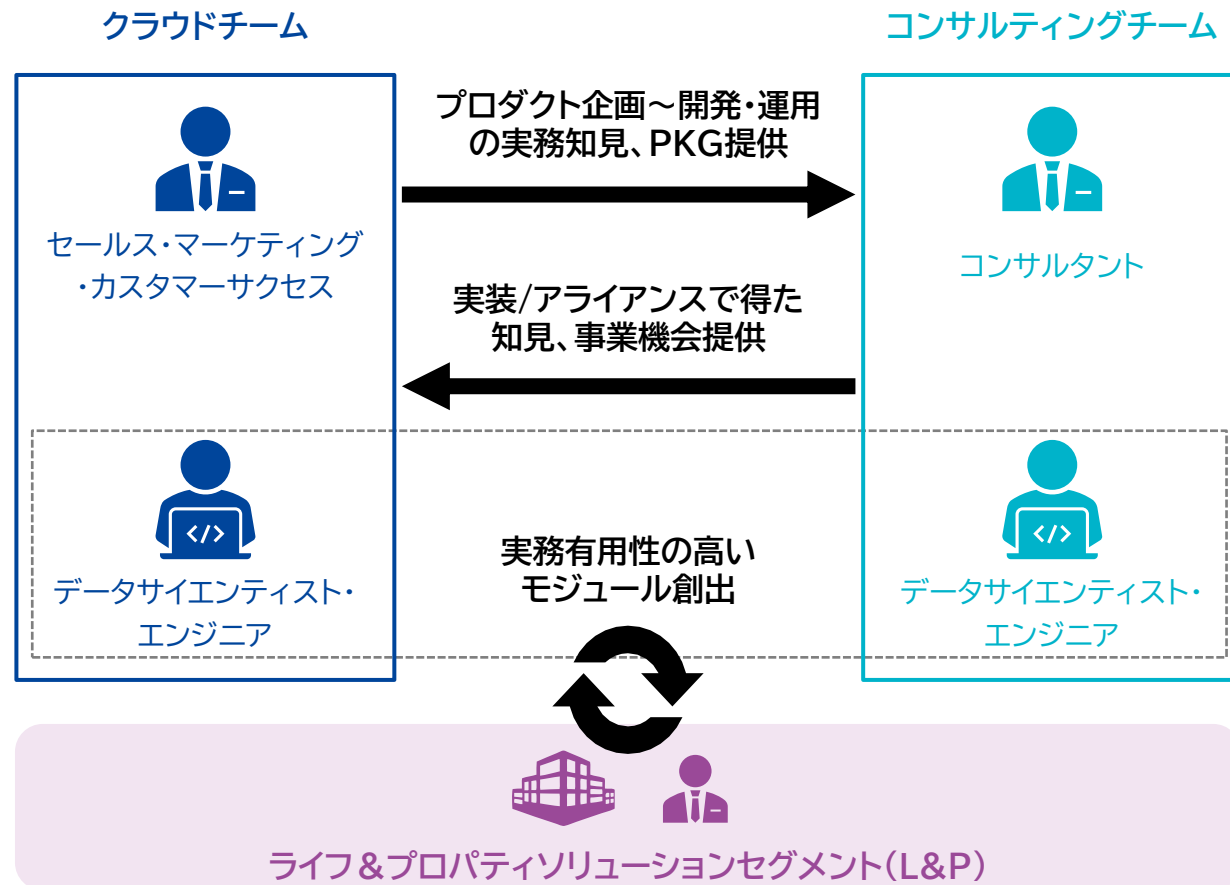 クラウドチーム
コンサルティングチーム
プロダクト企画～開発・運用
の実務知見、PKG提供
セールス・マーケティング
・カスタマーサクセス
コンサルタント
実装/アライアンスで得た
知見、事業機会提供
</>
</>
データサイエンティスト・
エンジニア
実務有用性の高い
モジュール創出
データサイエンティスト・
エンジニア
ライフ＆プロパティソリューションセグメント（L&P）